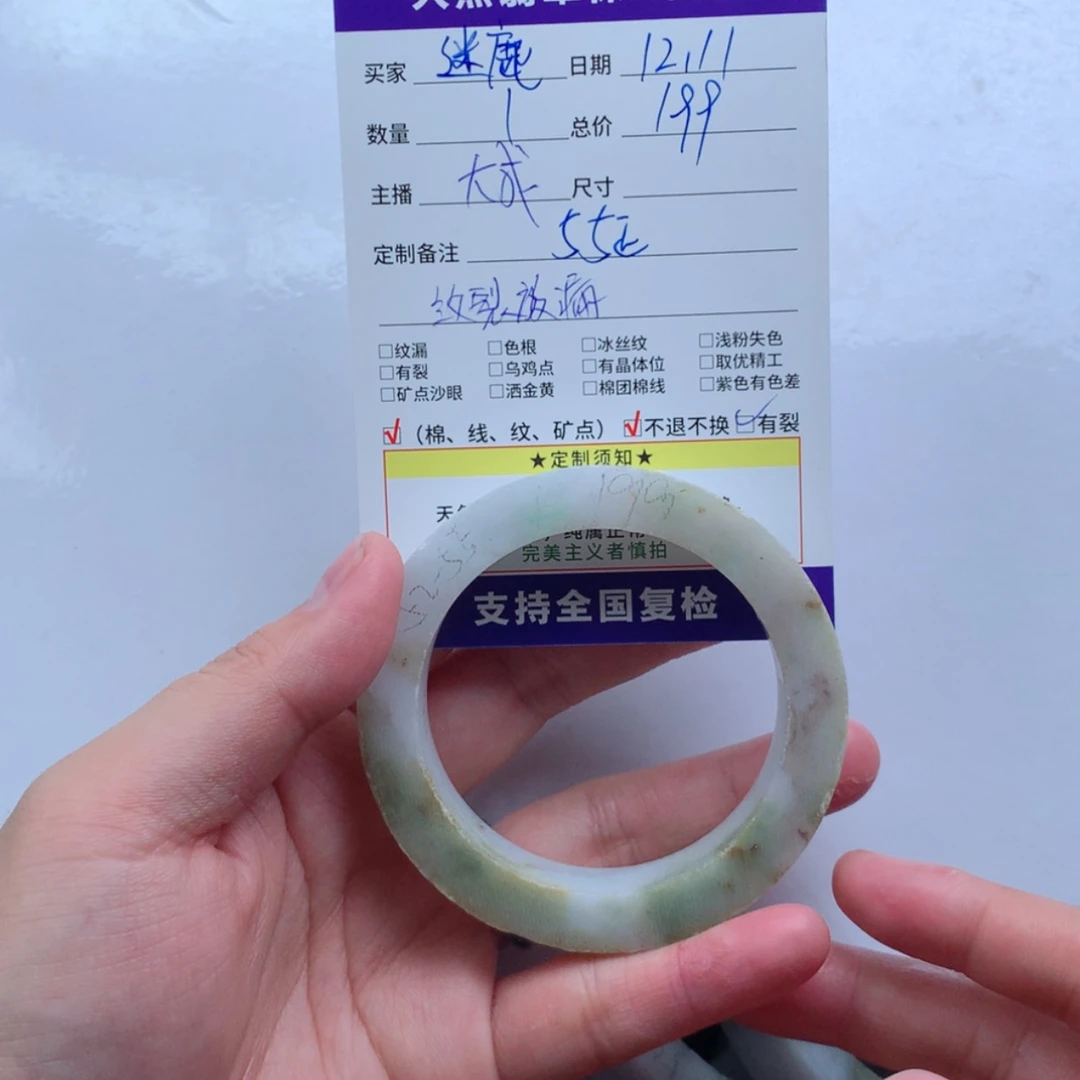 买家 迷鹿 日期 12.11
数量 1 总价 199
主播 大成 尺寸
定制备注 55正
纹裂放漏
□纹漏 □色根 □冰丝纹 □浅粉失色
□有裂 □乌鸡点 □有晶体位 □取优精工
□矿点沙眼 □洒金黄 □棉团棉线 □紫色有色差
☑（棉、线、纹、矿点） ☑不退不换 ☑有裂
★定制须知★
完美主义者慎拍
支持全国复检
199